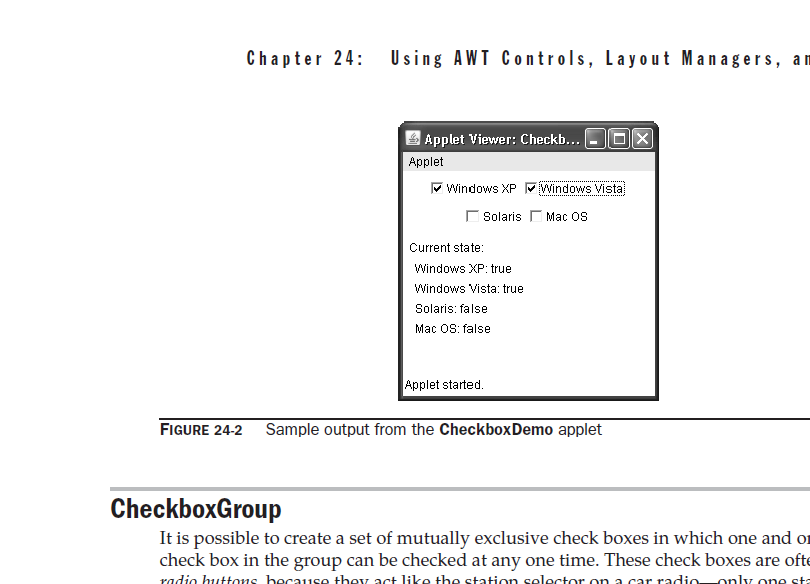 Chapter 24: Using AWT Controls, Layout Managers,
Applet Viewer: Checkb...
Applet
Windows XP Windows Vista
Solaris Mac OS
Current state:
Windows XP: true
Windows Vista: true
Solaris: false
Mac OS: false
Applet started.
FIGURE 24-2 Sample output from the CheckboxDemo applet
CheckboxGroup
It is possible to create a set of mutually exclusive check boxes in which one and
check box in the group can be checked at any one time. These check boxes are
radio buttons, because they act like the station selector on a car radio—only one